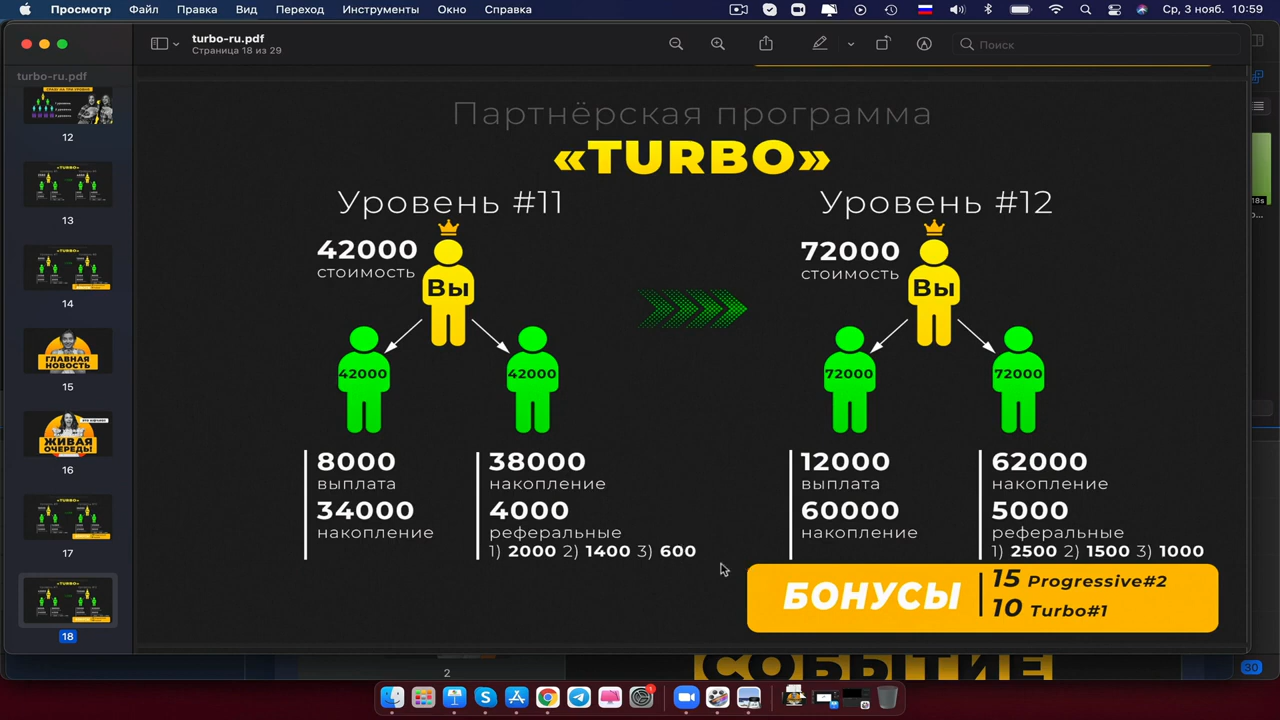 Просмотр Файл Правка Вид Переход Инструменты Окно Справка Ср, 3 нояб. 10:59
turbo-ru.pdf
Страница 18 из 29
Поиск
turbo-ru.pdf
12
13
14
ГЛАВНАЯ
НОВОСТЬ
15
ЖИВАЯ
ОЧЕРЕДЬ!
16
17
18
Партнёрская программа
«TURBO»
Уровень #11
42000
стоимость
Вы
42000 42000
8000
выплата
34000
накопление
38000
накопление
4000
реферальные
1) 2000 2) 1400 3) 600
Уровень #12
72000
стоимость
Вы
72000 72000
12000
выплата
60000
накопление
62000
накопление
5000
реферальные
1) 2500 2) 1500 3) 1000
БОНУСЫ
15 Progressive#2
10 Turbo#1
18s
2
СОБЫТИЕ
30
1